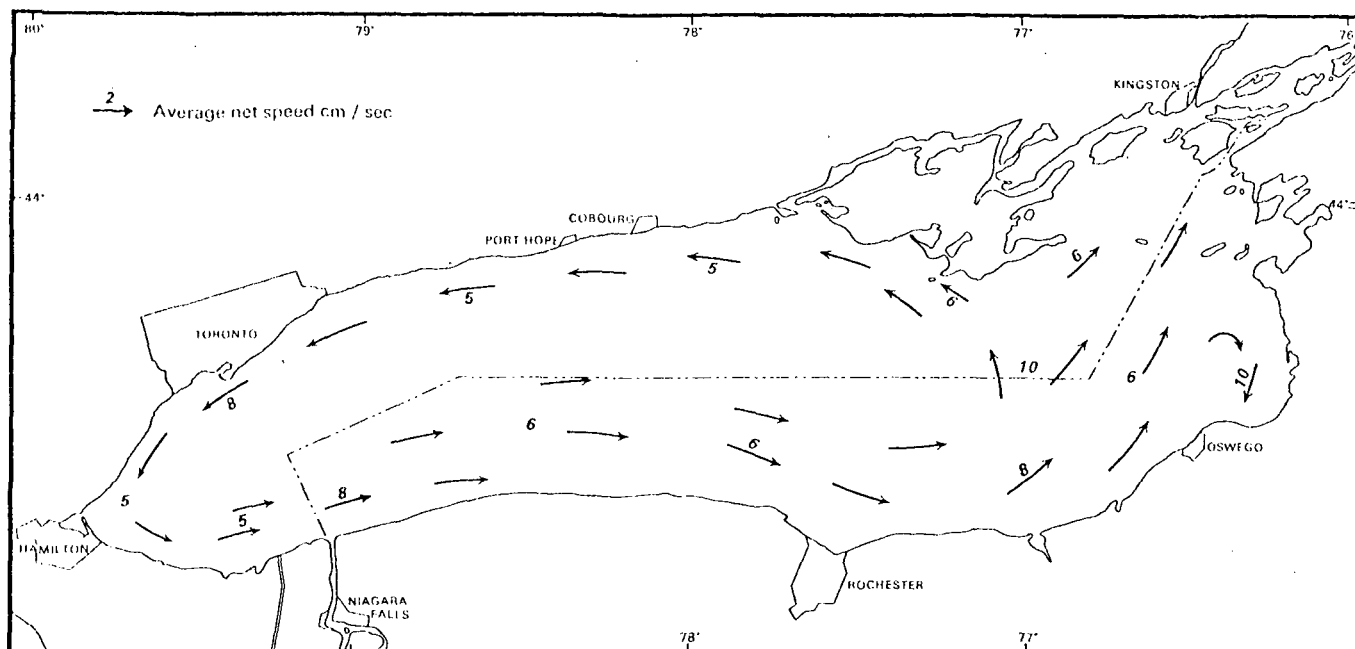 80° 79° 78° 77° 76
2 Average net speed cm / sec
KINGSTON
44° 44°
COBOURG
PORT HOPE
6
5
6
5
TORONTO
10
6
10
8
6
6
OSWEGO
8
5
8
5
HAMILTON
ROCHESTER
NIAGARA
FALLS
78° 77°